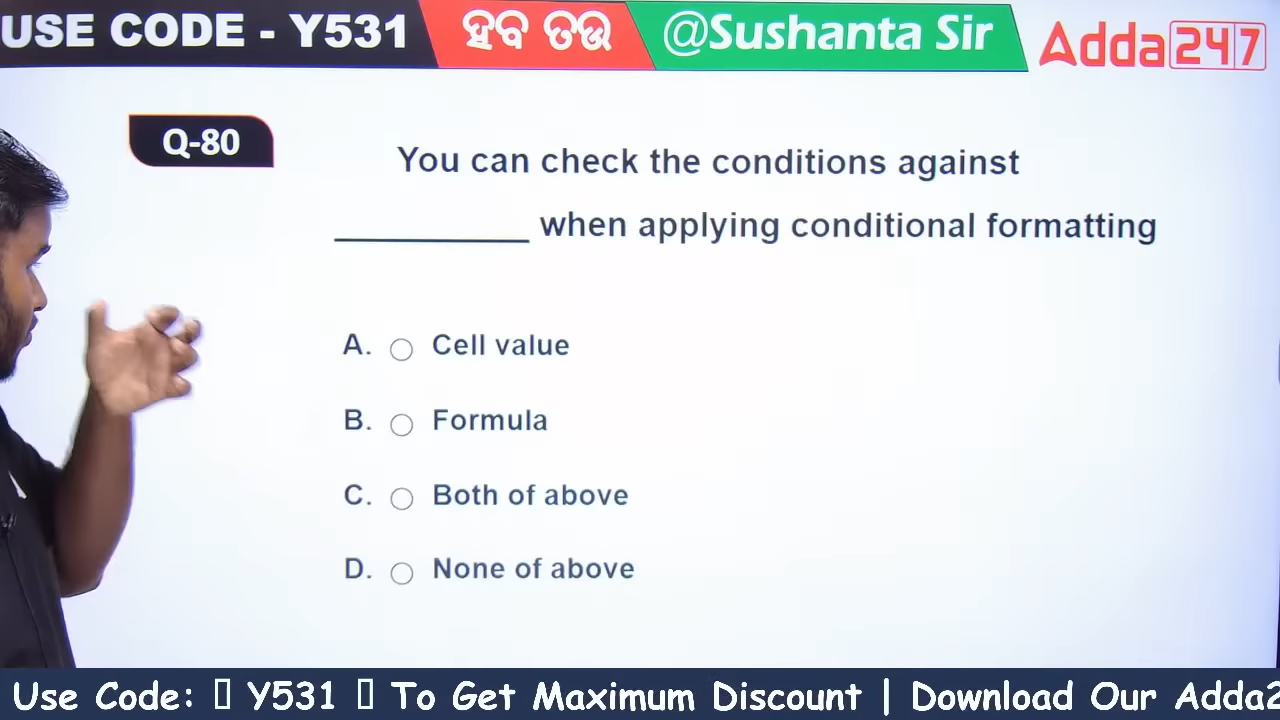 USE CODE - Y531 ହବ ତଉ @Sushanta Sir Adda247
Q-80
You can check the conditions against
__________ when applying conditional formatting
A. Cell value
B. Formula
C. Both of above
D. None of above
Use Code: Y531 To Get Maximum Discount | Download Our Adda2